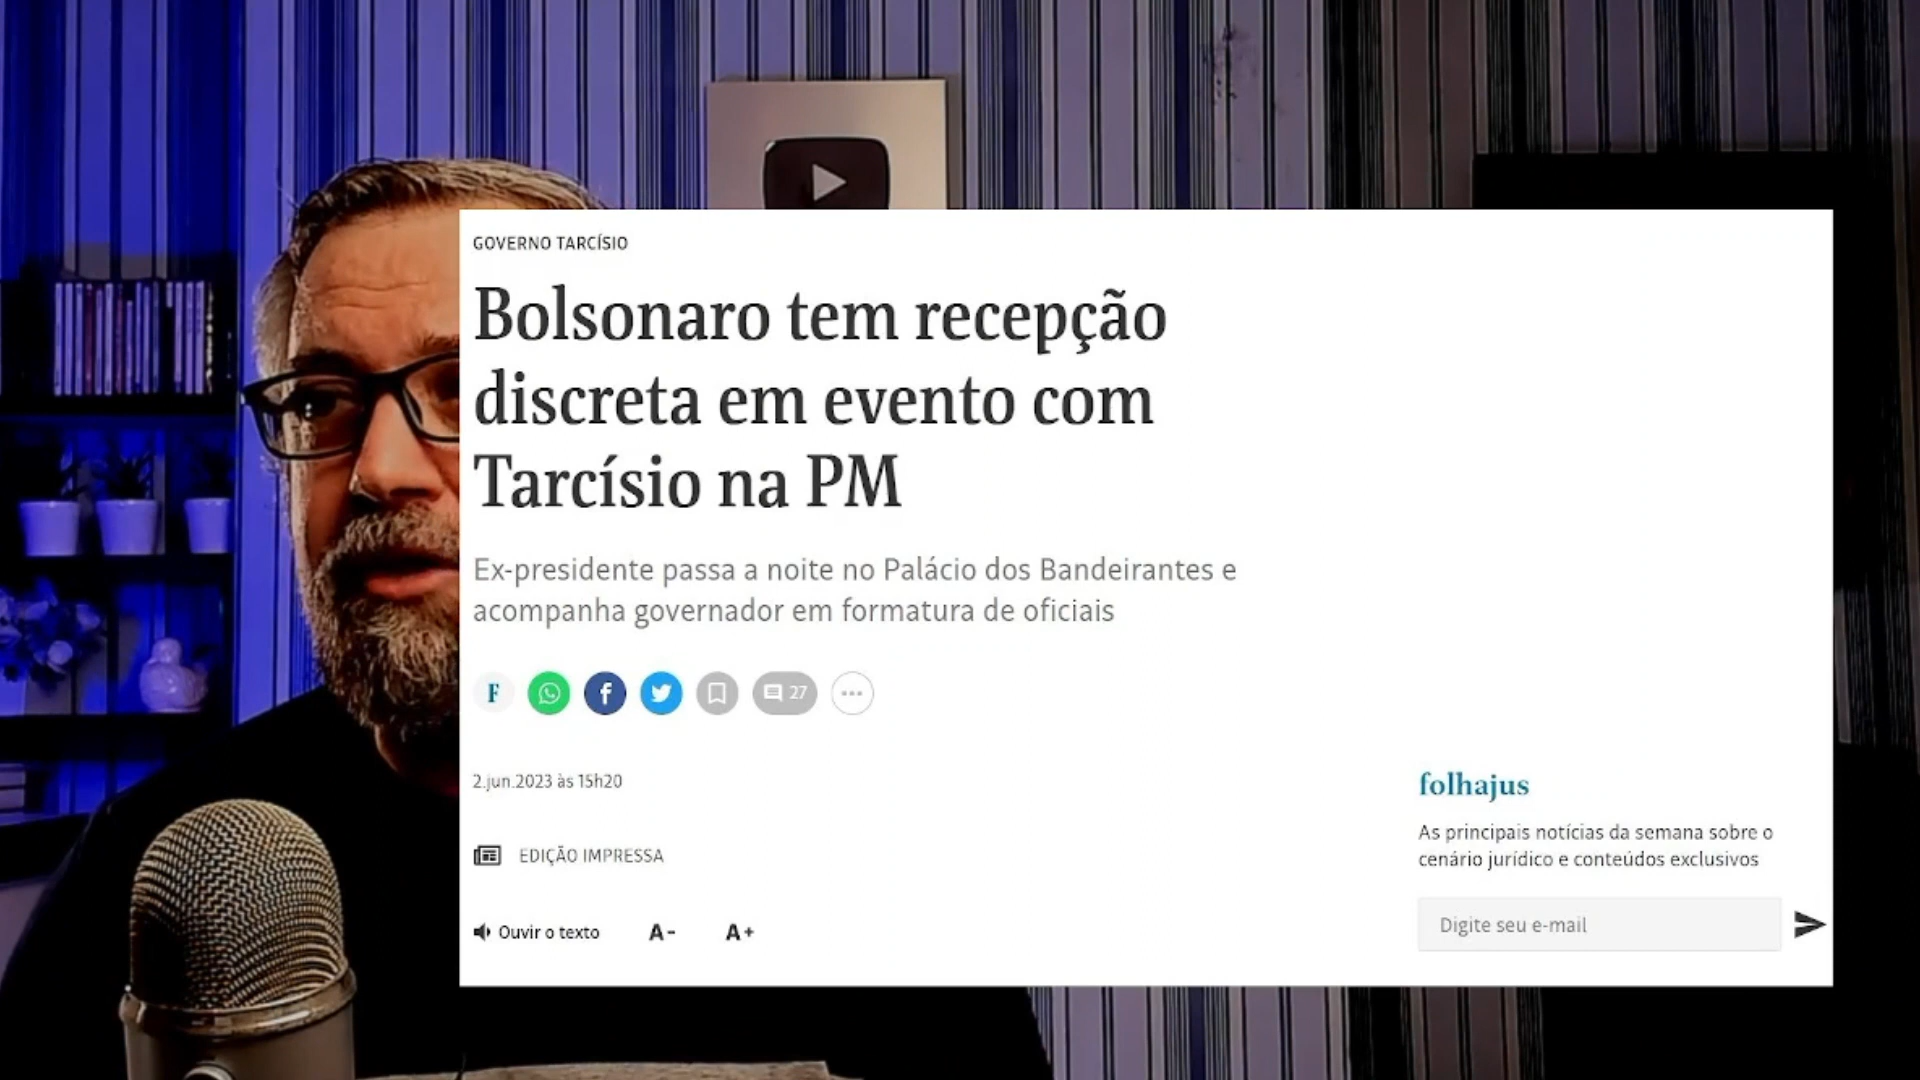 GOVERNO TARCÍSIO
Bolsonaro tem recepção
discreta em evento com
Tarcísio na PM
Ex-presidente passa a noite no Palácio dos Bandeirantes e
acompanha governador em formatura de oficiais
F
27
2.jun.2023 às 15h20
EDIÇÃO IMPRESSA
Ouvir o texto A- A+
folhajus
As principais notícias da semana sobre o
cenário jurídico e conteúdos exclusivos
Digite seu e-mail